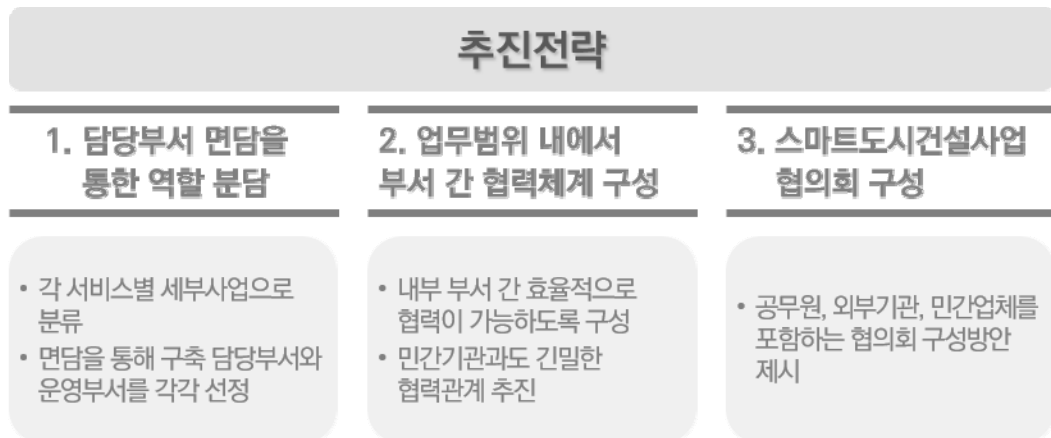 추진전략
1. 담당부서 면담을
통한 역할 분담
• 각 서비스별 세부사업으로
분류
• 면담을 통해 구축 담당부서와
운영부서를 각각 선정
2. 업무범위 내에서
부서 간 협력체계 구성
• 내부 부서 간 효율적으로
협력이 가능하도록 구성
• 민간기관과도 긴밀한
협력관계 추진
3. 스마트도시건설사업
협의회 구성
• 공무원, 외부기관, 민간업체를
포함하는 협의회 구성방안
제시